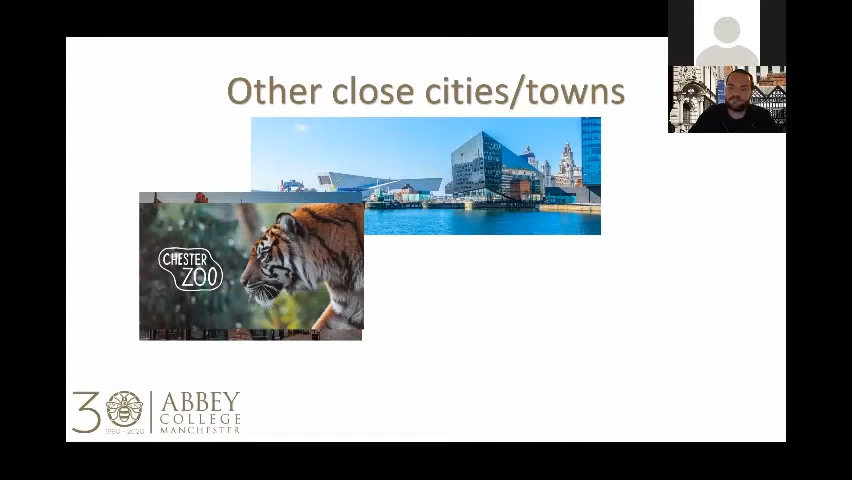 Other close cities/towns
CHESTER
ZOO
30
1990 - 2020
ABBEY
COLLEGE
MANCHESTER